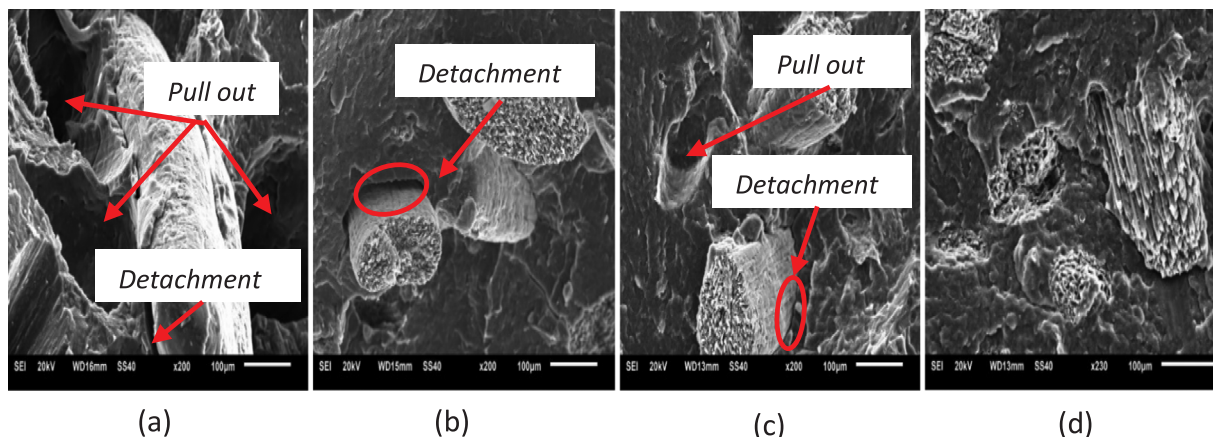 Pull out
Detachment
SEI 20kV WD16mm SS40 x200 100μm
(a)
Detachment
SEI 20kV WD15mm SS40 x200 100μm
(b)
Pull out
Detachment
SEI 20kV WD13mm SS40 x200 100μm
(c)
SEI 20kV WD13mm SS40 x230 100μm
(d)